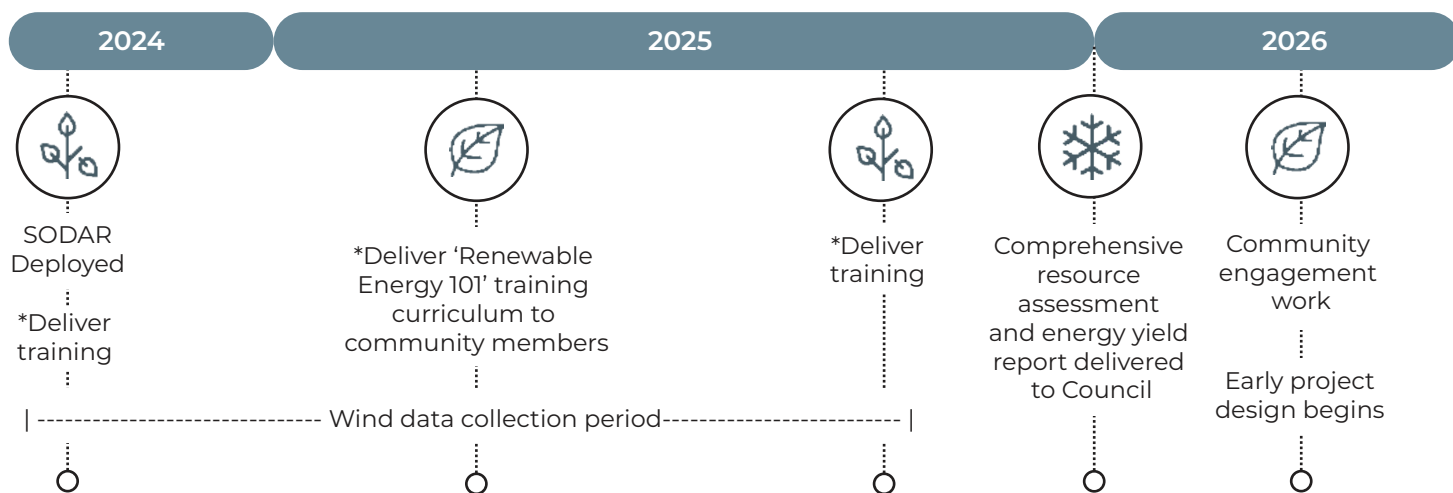 2024
2025
2026
SODAR
Deployed
*Deliver
training
*Deliver ‘Renewable
Energy 101’ training
curriculum to
community members
*Deliver
training
Comprehensive
resource
assessment
and energy yield
report delivered
to Council
Community
engagement
work
Early project
design begins
| ---------------------------- Wind data collection period----------------------- |